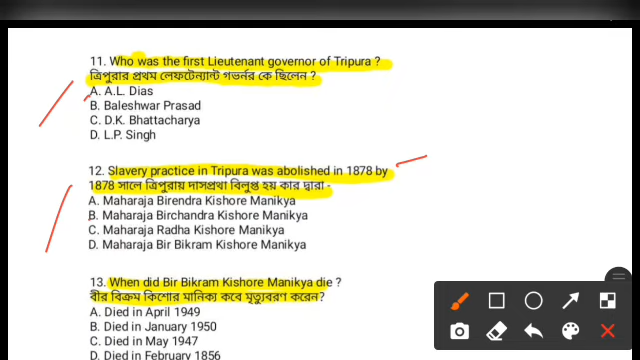 11. Who was the first Lieutenant governor of Tripura ?
ত্রিপুরার প্রথম লেফটেন্যান্ট গভর্নর কে ছিলেন ?
A. A.L. Dias
B. Baleshwar Prasad
C. D.K. Bhattacharya
D. L.P. Singh
12. Slavery practice in Tripura was abolished in 1878 by
1878 সালে ত্রিপুরায় দাসপ্রথা বিলুপ্ত হয় কার দ্বারা -
A. Maharaja Birendra Kishore Manikya
B. Maharaja Birchandra Kishore Manikya
C. Maharaja Radha Kishore Manikya
D. Maharaja Bir Bikram Kishore Manikya
13. When did Bir Bikram Kishore Manikya die ?
বীর বিক্রম কিশোর মানিক্য কবে মৃত্যুবরণ করেন?
A. Died in April 1949
B. Died in January 1950
C. Died in May 1947
D. Died in February 1856